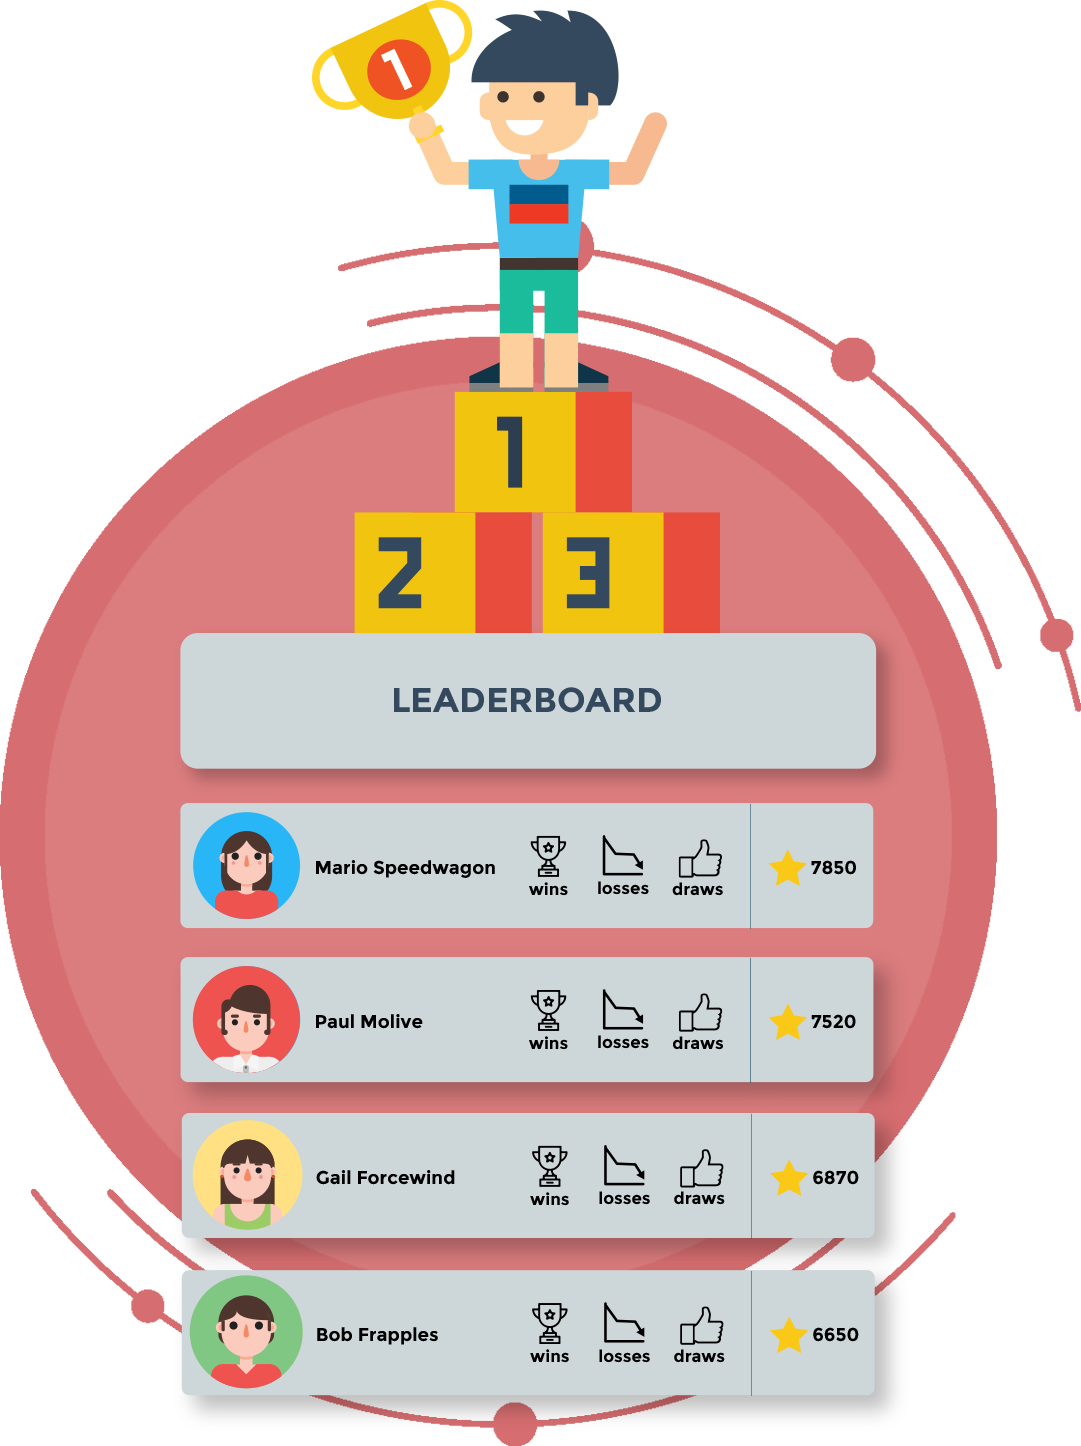 1
1
2 3
LEADERBOARD
Mario Speedwagon wins losses draws 7850
Paul Molive wins losses draws 7520
Gail Forcewind wins losses draws 6870
Bob Frapples wins losses draws 6650